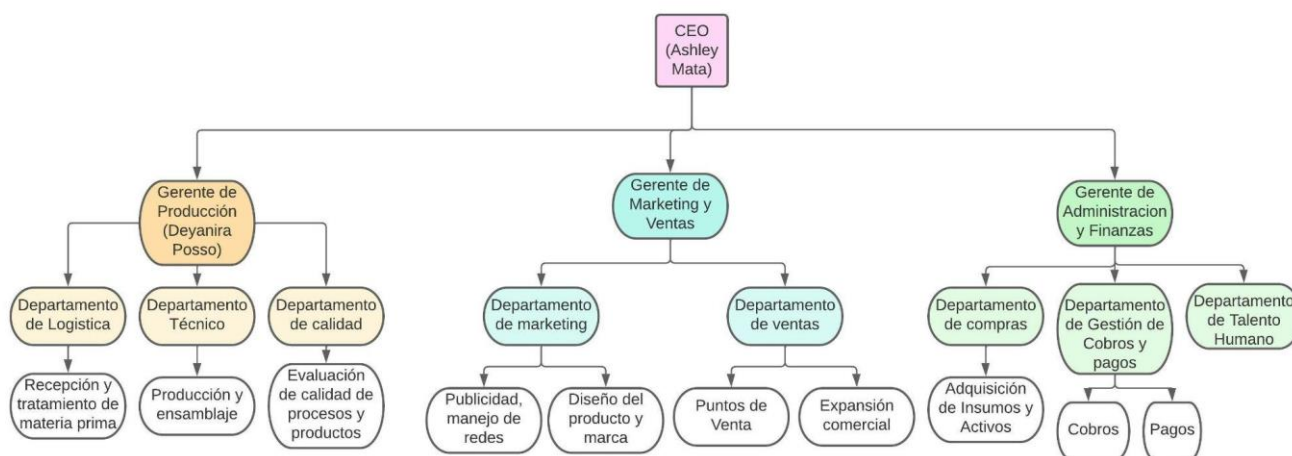 CEO
(Ashley
Mata)
Gerente de
Producción
(Deyanira
Posso)
Gerente de
Marketing y
Ventas
Gerente de
Administracion
y Finanzas
Departamento
de Logistica
Departamento
Técnico
Departamento
de calidad
Departamento
de marketing
Departamento
de ventas
Departamento
de compras
Departamento
de Gestión de
Cobros y
pagos
Departamento
de Talento
Humano
Recepción y
tratamiento de
materia prima
Producción y
ensamblaje
Evaluación
de calidad de
procesos y
productos
Publicidad,
manejo de
redes
Diseño del
producto y
marca
Puntos de
Venta
Expansión
comercial
Adquisición
de Insumos y
Activos
Cobros
Pagos